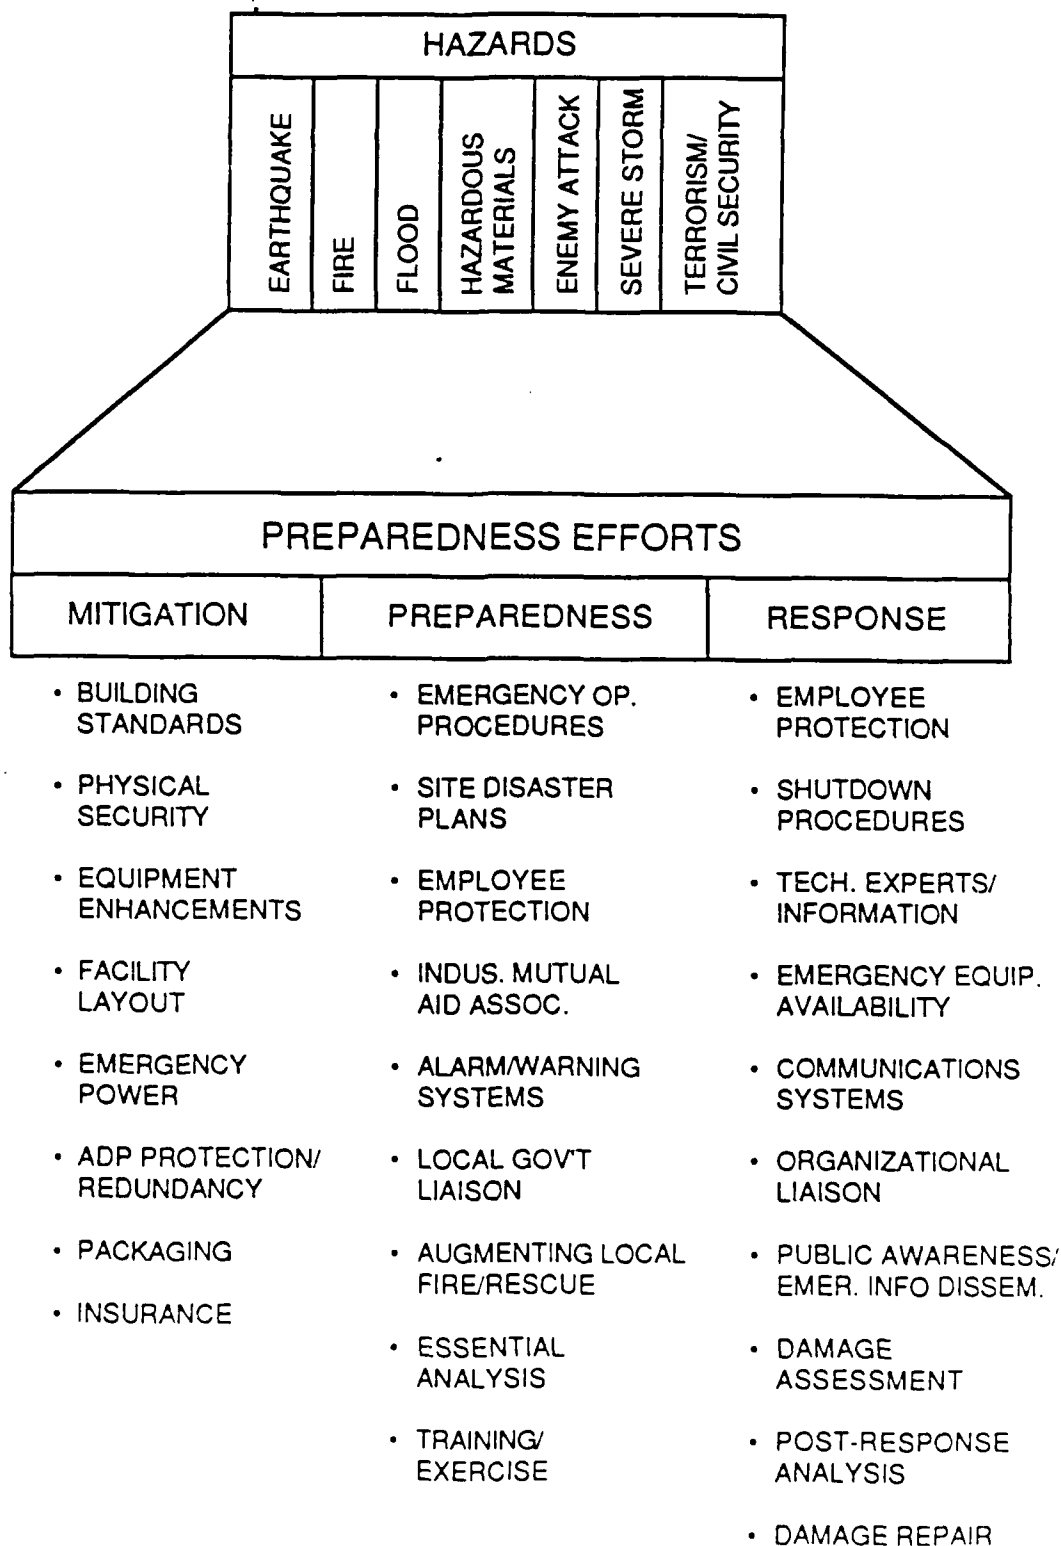 HAZARDS
EARTHQUAKE
FIRE
FLOOD
HAZARDOUS
MATERIALS
ENEMY ATTACK
SEVERE STORM
TERRORISM/
CIVIL SECURITY
PREPAREDNESS EFFORTS
MITIGATION
• BUILDING
STANDARDS
• PHYSICAL
SECURITY
• EQUIPMENT
ENHANCEMENTS
• FACILITY
LAYOUT
• EMERGENCY
POWER
• ADP PROTECTION/
REDUNDANCY
• PACKAGING
• INSURANCE
PREPAREDNESS
• EMERGENCY OP.
PROCEDURES
• SITE DISASTER
PLANS
• EMPLOYEE
PROTECTION
• INDUS. MUTUAL
AID ASSOC.
• ALARM/WARNING
SYSTEMS
• LOCAL GOV'T
LIAISON
• AUGMENTING LOCAL
FIRE/RESCUE
• ESSENTIAL
ANALYSIS
• TRAINING/
EXERCISE
RESPONSE
• EMPLOYEE
PROTECTION
• SHUTDOWN
PROCEDURES
• TECH. EXPERTS/
INFORMATION
• EMERGENCY EQUIP.
AVAILABILITY
• COMMUNICATIONS
SYSTEMS
• ORGANIZATIONAL
LIAISON
• PUBLIC AWARENESS/
EMER. INFO DISSEM.
• DAMAGE
ASSESSMENT
• POST-RESPONSE
ANALYSIS
• DAMAGE REPAIR